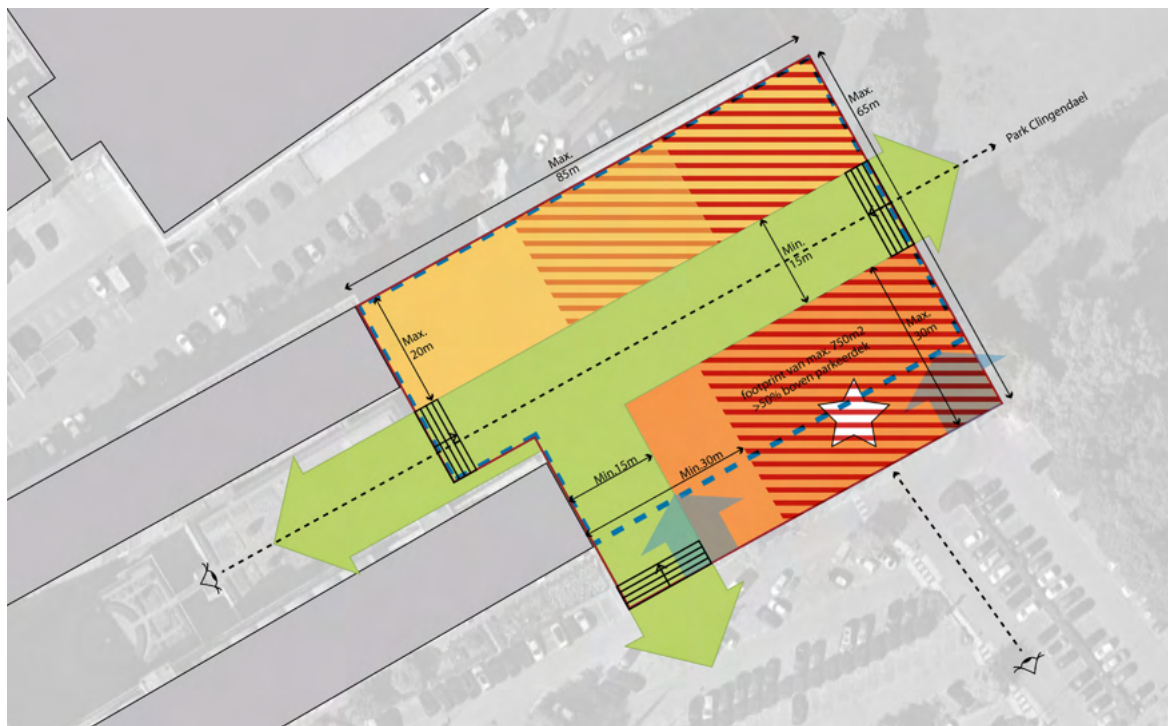 Max.
65m
Park Clingendael
Max.
85m
Min.
15m
Max.
30m
Max.
20m
footprint van max. 750m2
>50% boven parkeerdek
Min.15m
Min.30m